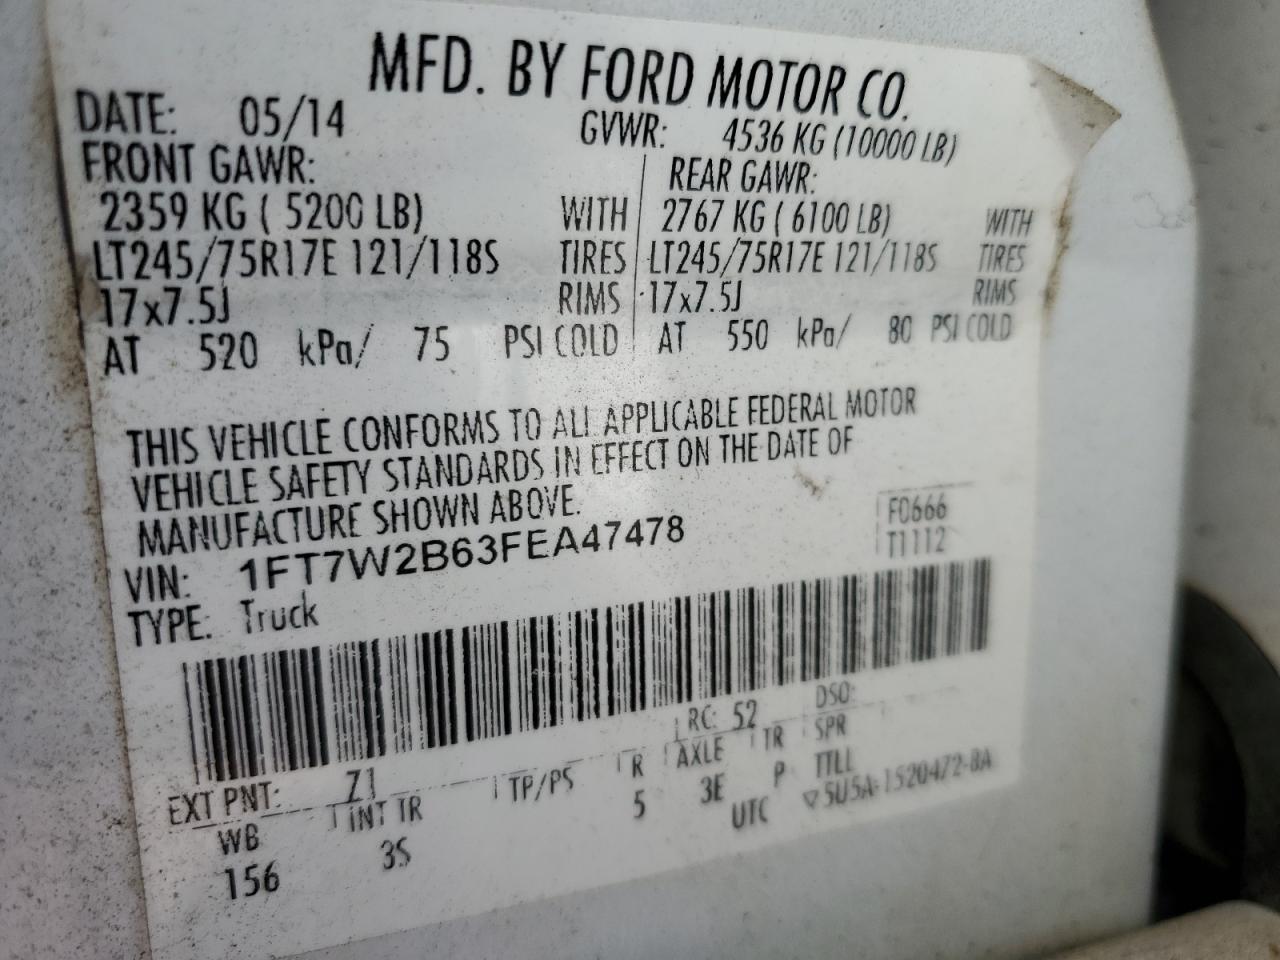 MFD. BY FORD MOTOR CO.
DATE: 05/14 GVWR: 4536 KG (10000 LB)
FRONT GAWR: REAR GAWR:
2359 KG ( 5200 LB) WITH 2767 KG ( 6100 LB) WITH
LT245/75R17E 121/118S TIRES LT245/75R17E 121/118S TIRES
17x7.5J RIMS 17x7.5J RIMS
AT 520 kPa/ 75 PSI COLD AT 550 kPa/ 80 PSI COLD
THIS VEHICLE CONFORMS TO ALL APPLICABLE FEDERAL MOTOR
VEHICLE SAFETY STANDARDS IN EFFECT ON THE DATE OF
MANUFACTURE SHOWN ABOVE.
VIN: 1FT7W2B63FEA47478 F0666
TYPE: Truck T1112
EXT PNT: Z1 RC: 52 DSO:
WB INT TR TP/PS R AXLE TR SPR
156 3S 5 3E P TTLL
UTC ▽5U5A-1520472-BA